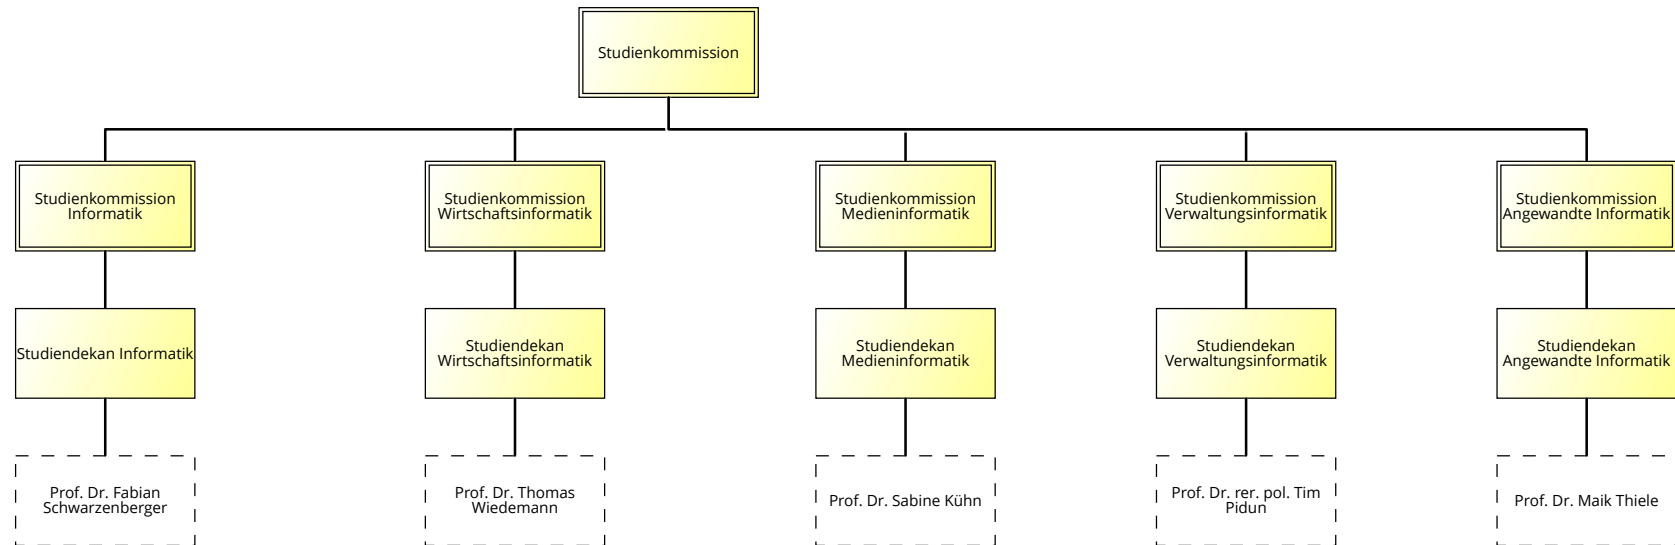 Studienkommission
Studienkommission
Informatik
Studienkommission
Wirtschaftsinformatik
Studienkommission
Medieninformatik
Studienkommission
Verwaltungsinformatik
Studienkommission
Angewandte Informatik
Studiendekan Informatik
Studiendekan
Wirtschaftsinformatik
Studiendekan
Medieninformatik
Studiendekan
Verwaltungsinformatik
Studiendekan
Angewandte Informatik
Prof. Dr. Fabian
Schwarzenberger
Prof. Dr. Thomas
Wiedemann
Prof. Dr. Sabine Kühn
Prof. Dr. rer. pol. Tim
Pidun
Prof. Dr. Maik Thiele